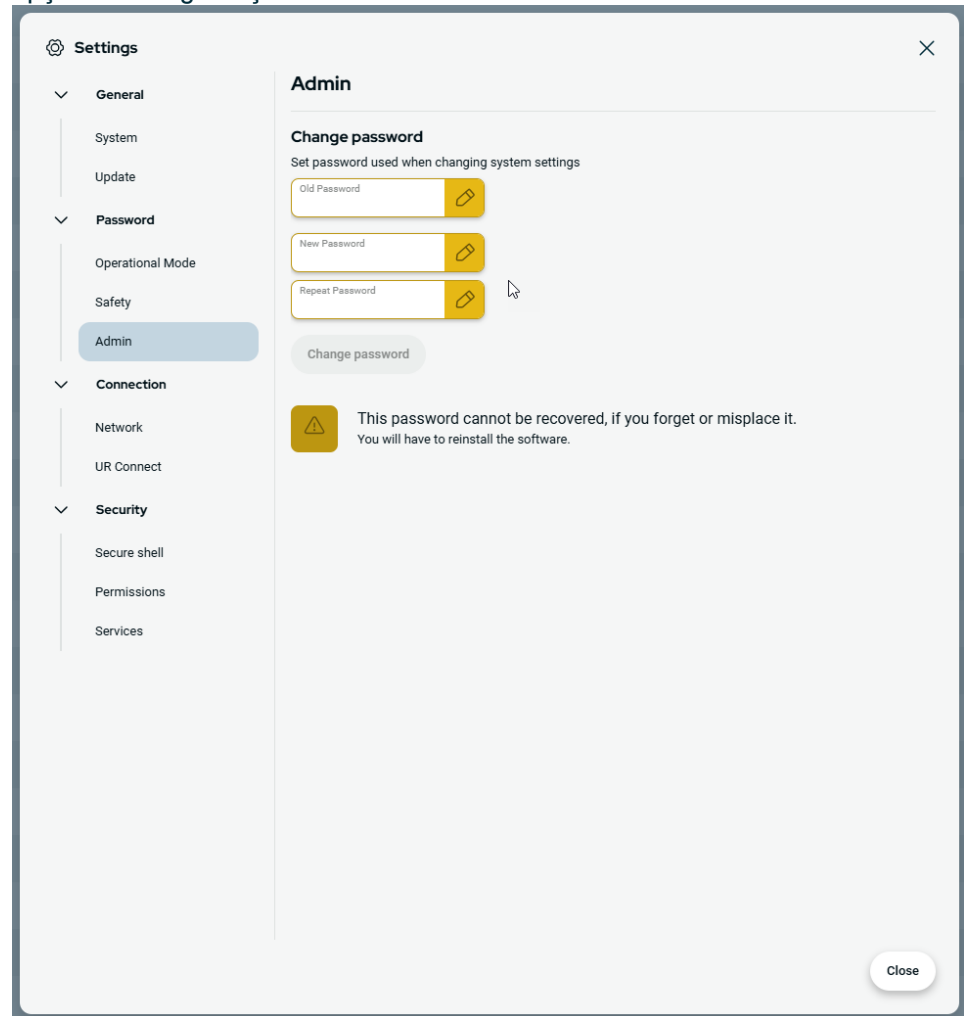 Settings
General
System
Update
Password
Operational Mode
Safety
Admin
Connection
Network
UR Connect
Security
Secure shell
Permissions
Services
Admin
Change password
Set password used when changing system settings
Old Password
New Password
Repeat Password
Change password
This password cannot be recovered, if you forget or misplace it.
You will have to reinstall the software.
Close